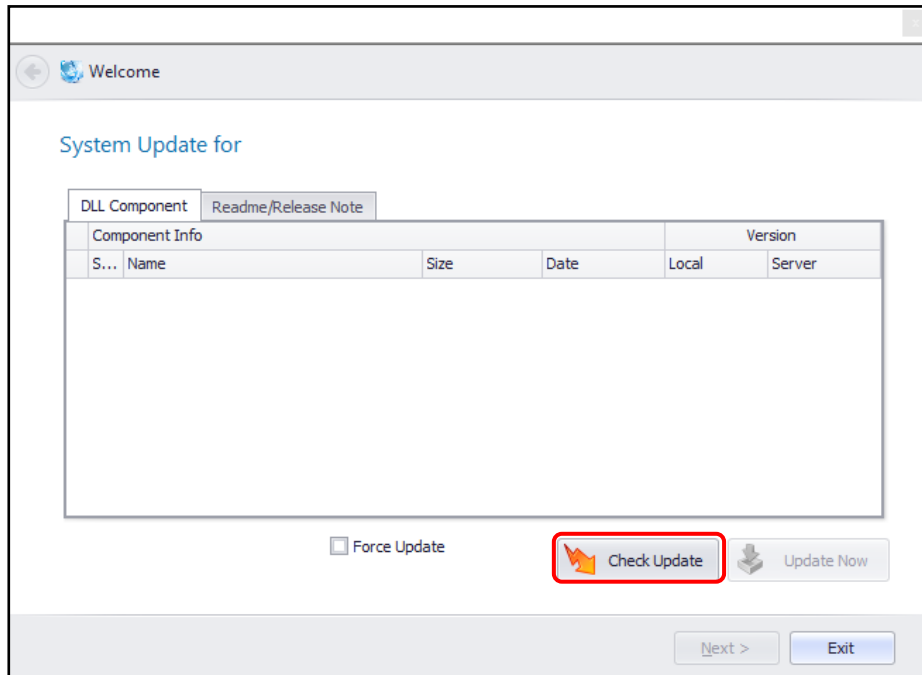 Welcome
System Update for
DLL Component Readme/Release Note
Component Info Version
S... Name Size Date Local Server
Force Update Check Update Update Now
Next > Exit